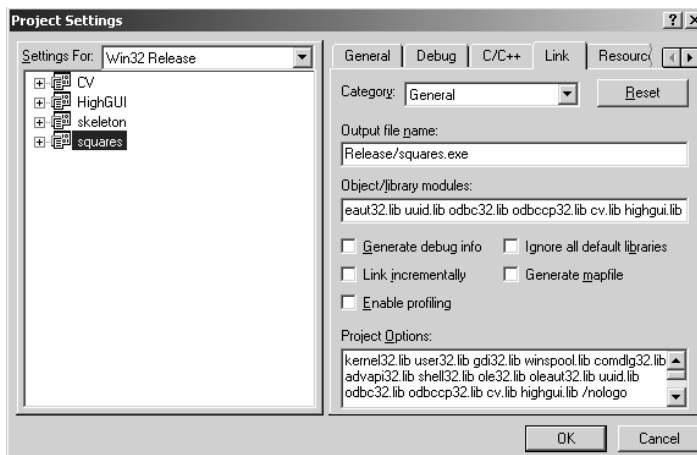 Project Settings
Settings For: Win32 Release
CV
HighGUI
skeleton
squares
General Debug C/C++ Link
Category: General Reset
Output file name:
Release/squares.exe
Object/library modules:
eaut32.lib uuid.lib odbc32.lib odbccp32.lib cv.lib highgui.lib
Generate debug info Ignore all default libraries
Link incrementally Generate mapfile
Enable profiling
Project Options:
kernel32.lib user32.lib gdi32.lib winspool.lib comdlg32.lib
advapi32.lib shell32.lib ole32.lib oleaut32.lib uuid.lib
odbc32.lib odbccp32.lib cv.lib highgui.lib /nologo
OK Cancel